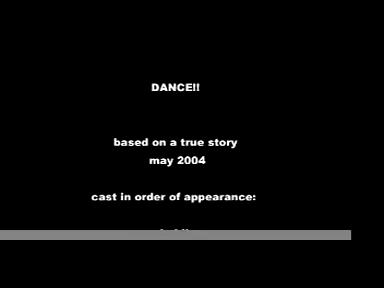 DANCE!!
based on a true story
may 2004
cast in order of appearance: